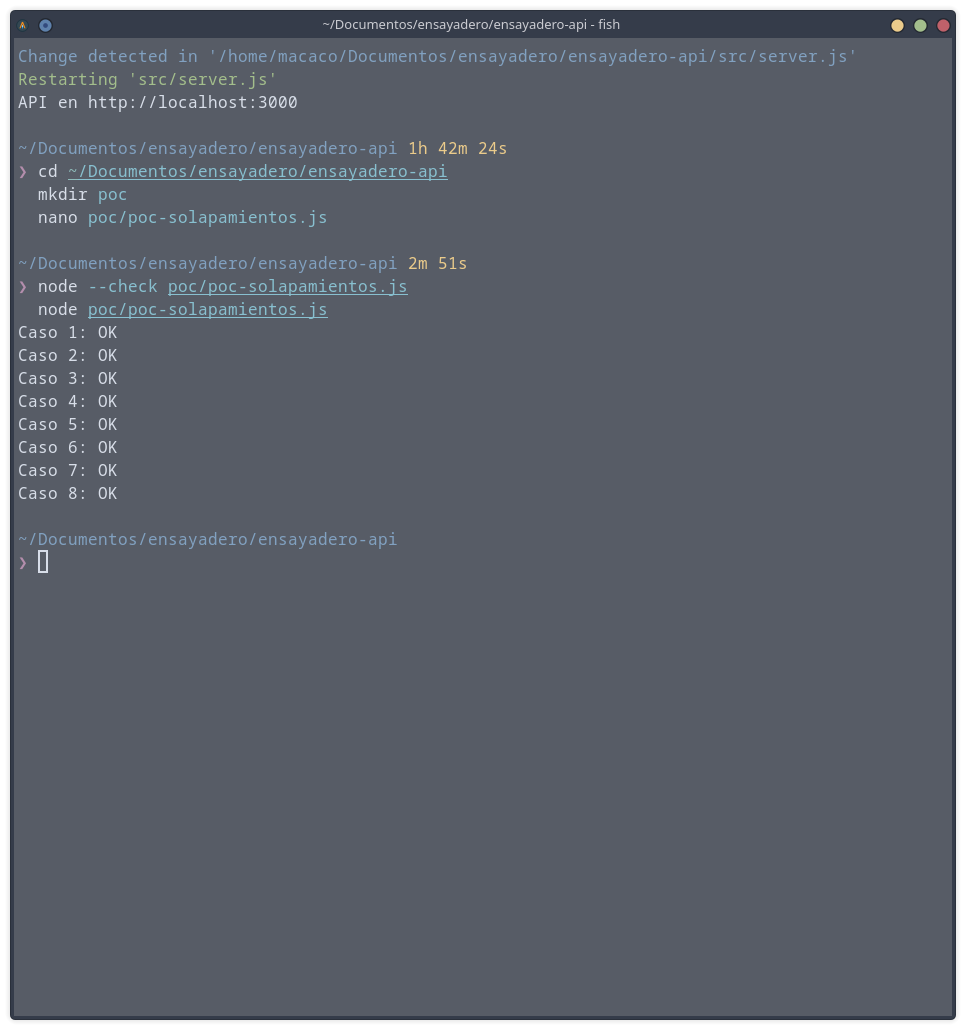 ~/Documentos/ensayadero/ensayadero-api - fish
Change detected in '/home/macaco/Documentos/ensayadero/ensayadero-api/src/server.js'
Restarting 'src/server.js'
API en http://localhost:3000
~/Documentos/ensayadero/ensayadero-api 1h 42m 24s
❯ cd ~/Documentos/ensayadero/ensayadero-api
mkdir poc
nano poc/poc-solapamientos.js
~/Documentos/ensayadero/ensayadero-api 2m 51s
❯ node --check poc/poc-solapamientos.js
node poc/poc-solapamientos.js
Caso 1: OK
Caso 2: OK
Caso 3: OK
Caso 4: OK
Caso 5: OK
Caso 6: OK
Caso 7: OK
Caso 8: OK
~/Documentos/ensayadero/ensayadero-api
❯